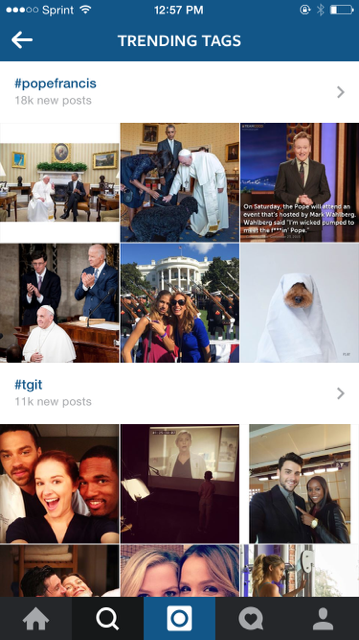 Sprint
12:57 PM
TRENDING TAGS
#popefrancis
18k new posts
On Saturday, the Pope will attend an
event that's hosted by Mark Wahlberg.
Wahlberg said "I'm wicked pumped to
meet the f***in' Pope."
#tgit
11k new posts